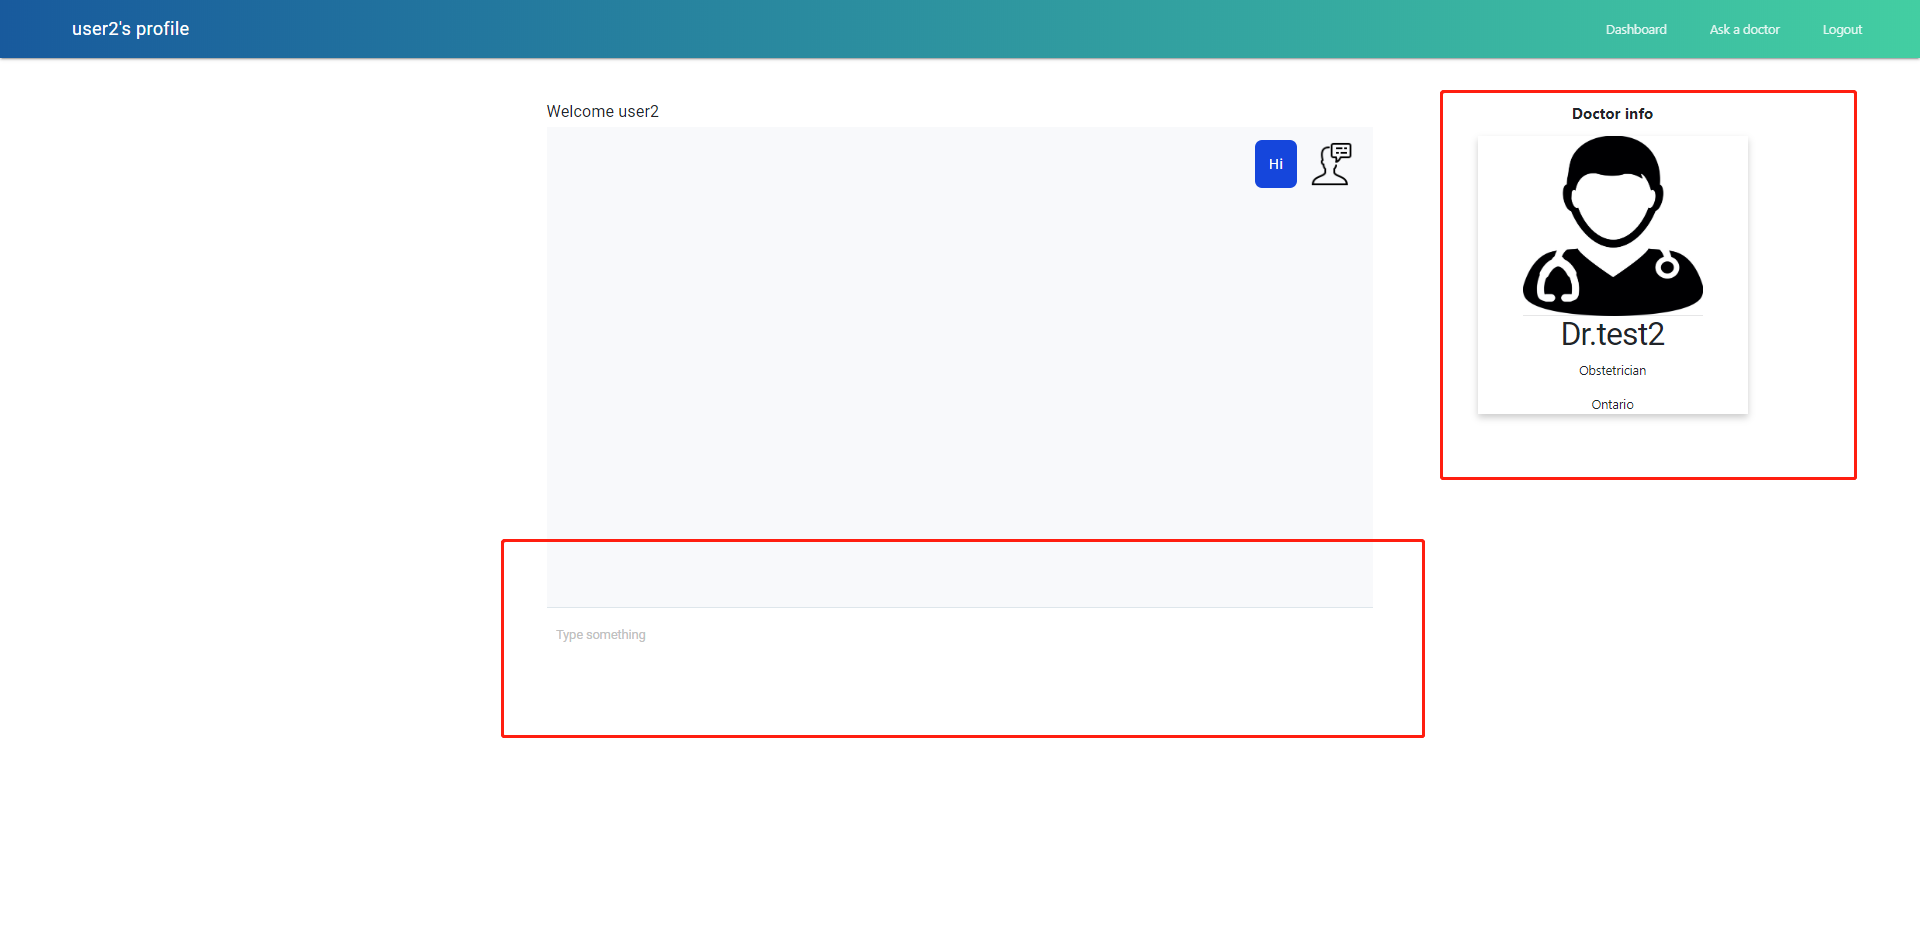 user2's profile
Dashboard
Ask a doctor
Logout
Welcome user2
Hi
Type something
Doctor info
Dr.test2
Obstetrician
Ontario